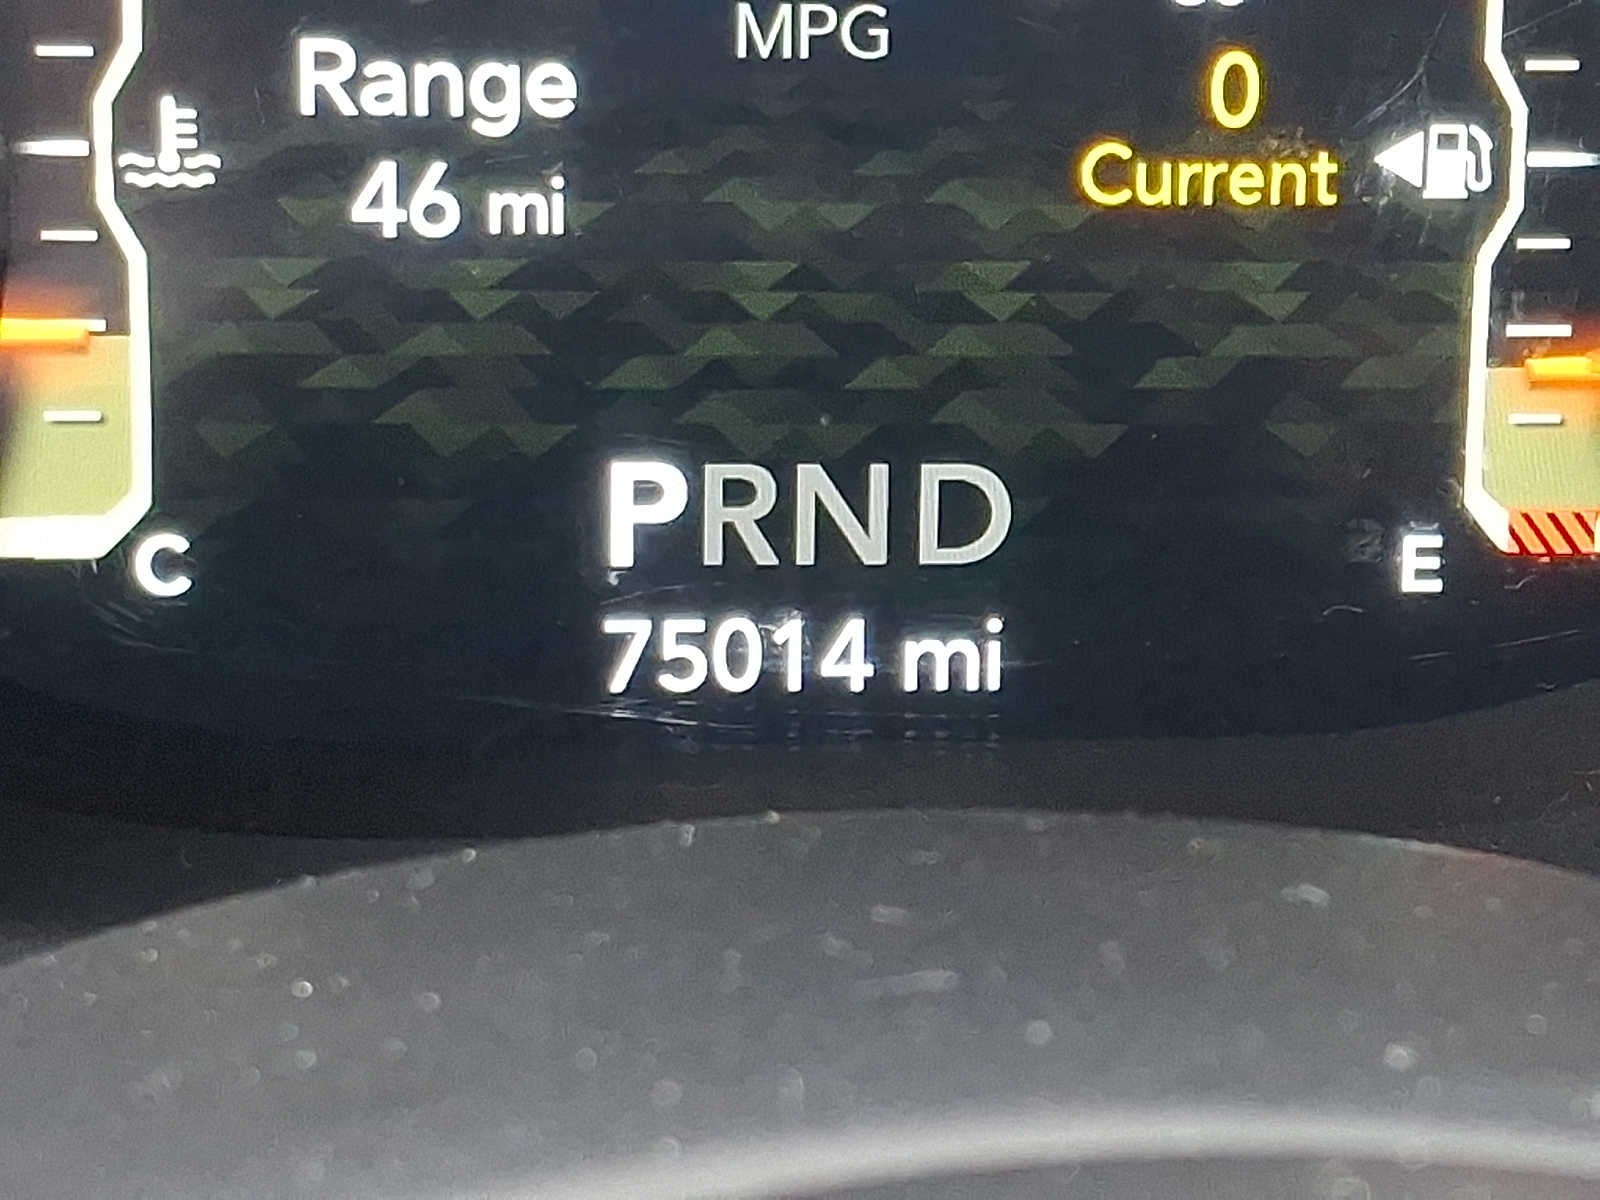 MPG
Range
0
46 mi
Current
PRND
C
E
75014 mi